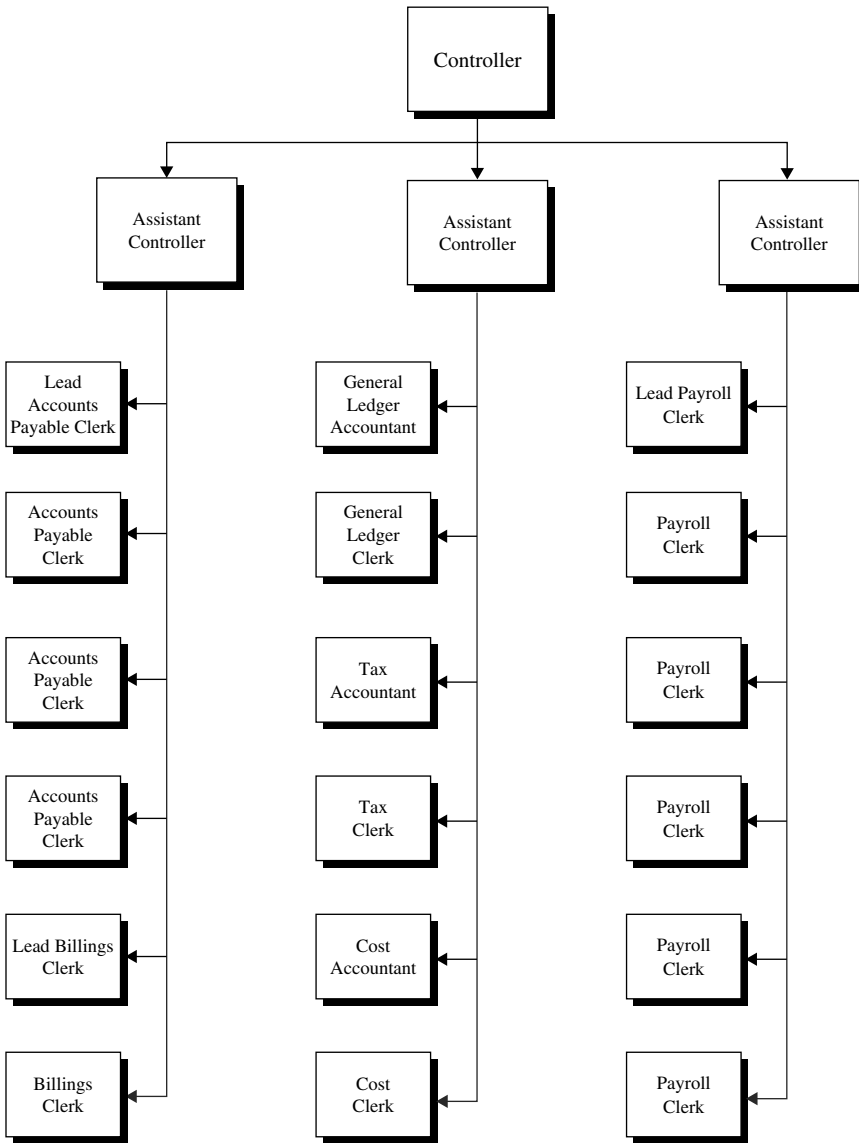 Controller
Assistant
Controller
Assistant
Controller
Assistant
Controller
Lead
Accounts
Payable Clerk
General
Ledger
Accountant
Lead Payroll
Clerk
Accounts
Payable
Clerk
General
Ledger
Clerk
Payroll
Clerk
Accounts
Payable
Clerk
Tax
Accountant
Payroll
Clerk
Accounts
Payable
Clerk
Tax
Clerk
Payroll
Clerk
Lead Billings
Clerk
Cost
Accountant
Payroll
Clerk
Billings
Clerk
Cost
Clerk
Payroll
Clerk